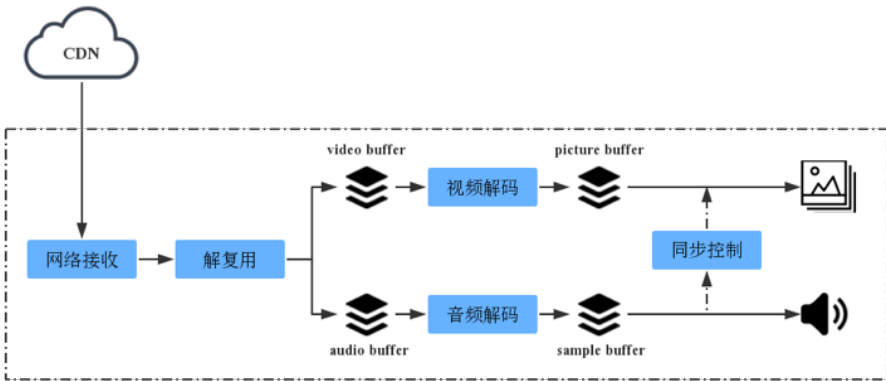 CDN
video buffer
picture buffer
视频解码
网络接收
解复用
同步控制
音频解码
audio buffer
sample buffer